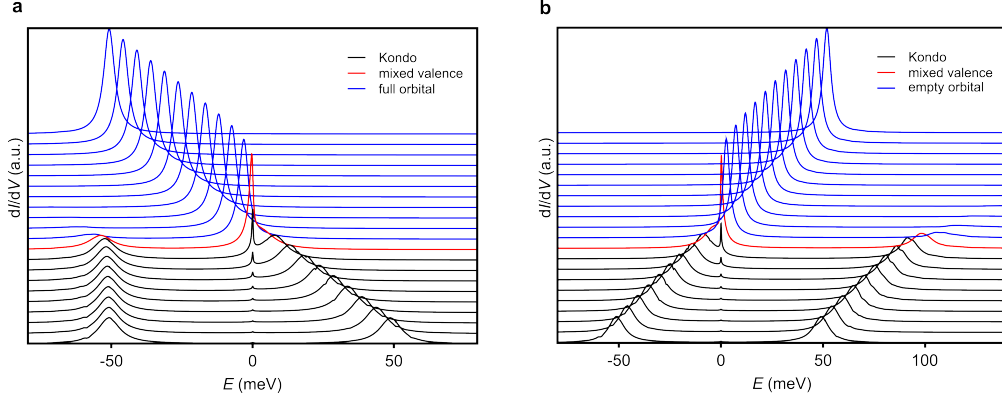 a
dI/dV (a.u.)
Kondo
mixed valence
full orbital
-50
0
50
E (meV)
b
dI/dV (a.u.)
Kondo
mixed valence
empty orbital
-50
0
50
100
E (meV)